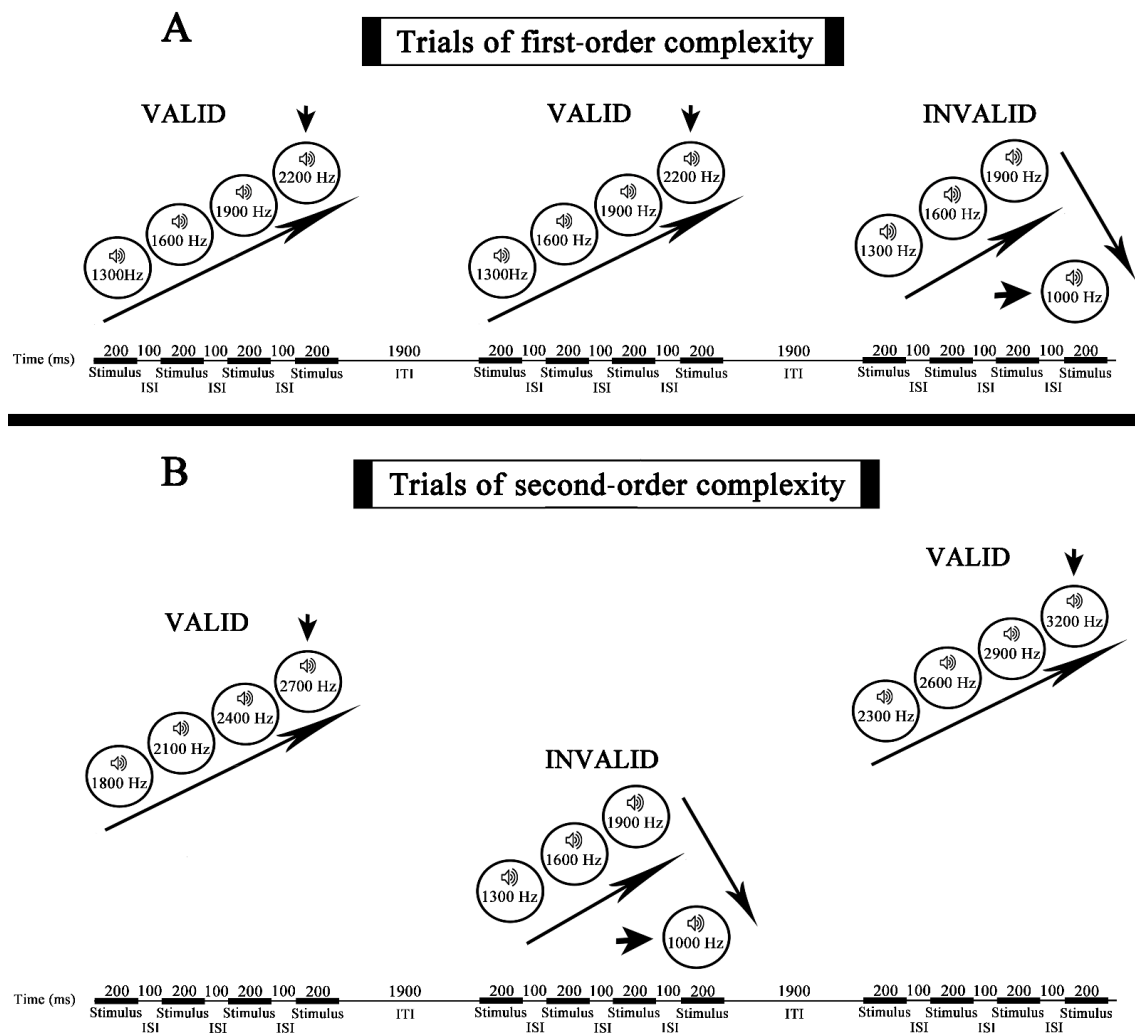 A
Trials of first-order complexity
VALID
VALID
INVALID
1300Hz
1600 Hz
1900 Hz
2200 Hz
1300Hz
1600 Hz
1900 Hz
2200 Hz
1300 Hz
1600 Hz
1900 Hz
1000 Hz
200 100 200 100 200 100 200 1900 200 100 200 100 200 100 200 1900 200 100 200 100 200 100 200
Time (ms)
Stimulus Stimulus Stimulus Stimulus ITI Stimulus Stimulus Stimulus Stimulus ITI Stimulus Stimulus Stimulus Stimulus
ISI ISI ISI ISI ISI ISI ISI ISI ISI
B
Trials of second-order complexity
VALID
INVALID
VALID
1800 Hz
2100 Hz
2400 Hz
2700 Hz
1300 Hz
1600 Hz
1900 Hz
1000 Hz
2300 Hz
2600 Hz
2900 Hz
3200 Hz
200 100 200 100 200 100 200 1900 200 100 200 100 200 100 200 1900 200 100 200 100 200 100 200
Time (ms)
Stimulus Stimulus Stimulus Stimulus ITI Stimulus Stimulus Stimulus Stimulus ITI Stimulus Stimulus Stimulus Stimulus
ISI ISI ISI ISI ISI ISI ISI ISI ISI